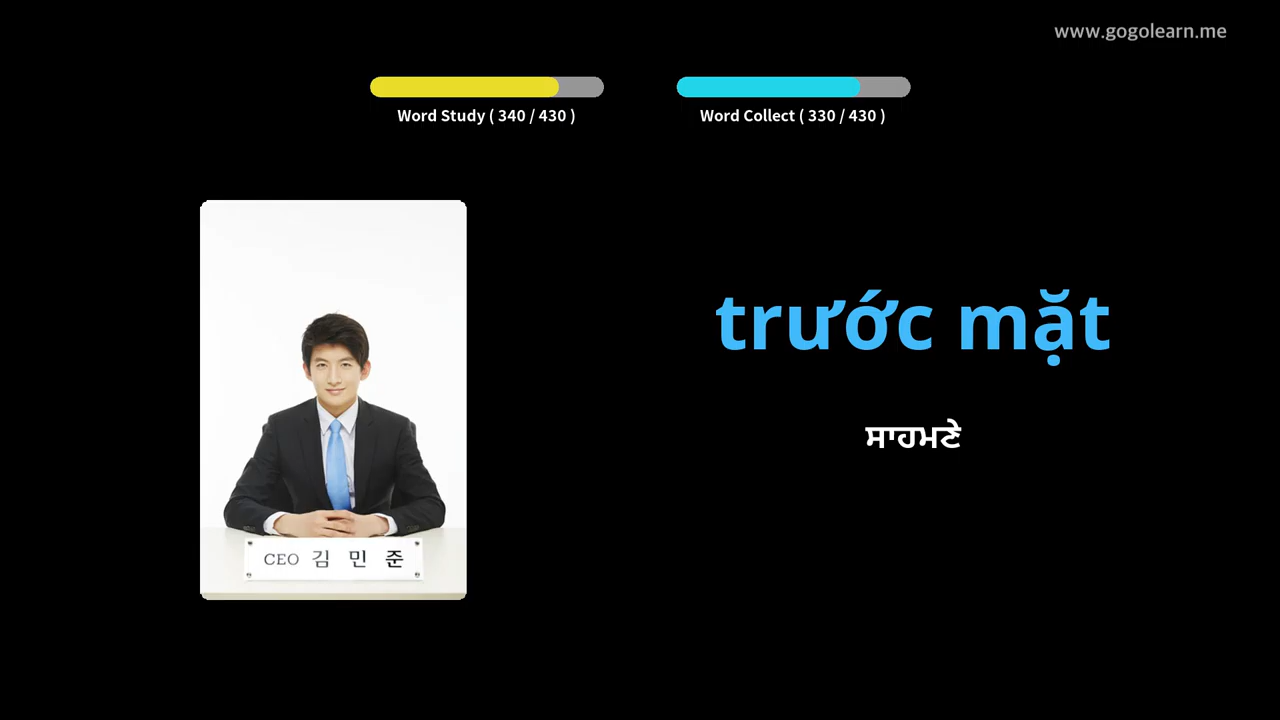 www.gogolearn.me
Word Study ( 340 / 430 )
Word Collect ( 330 / 430 )
trước mặt
ਸਾਹਮਣੇ
CEO 김 민 준